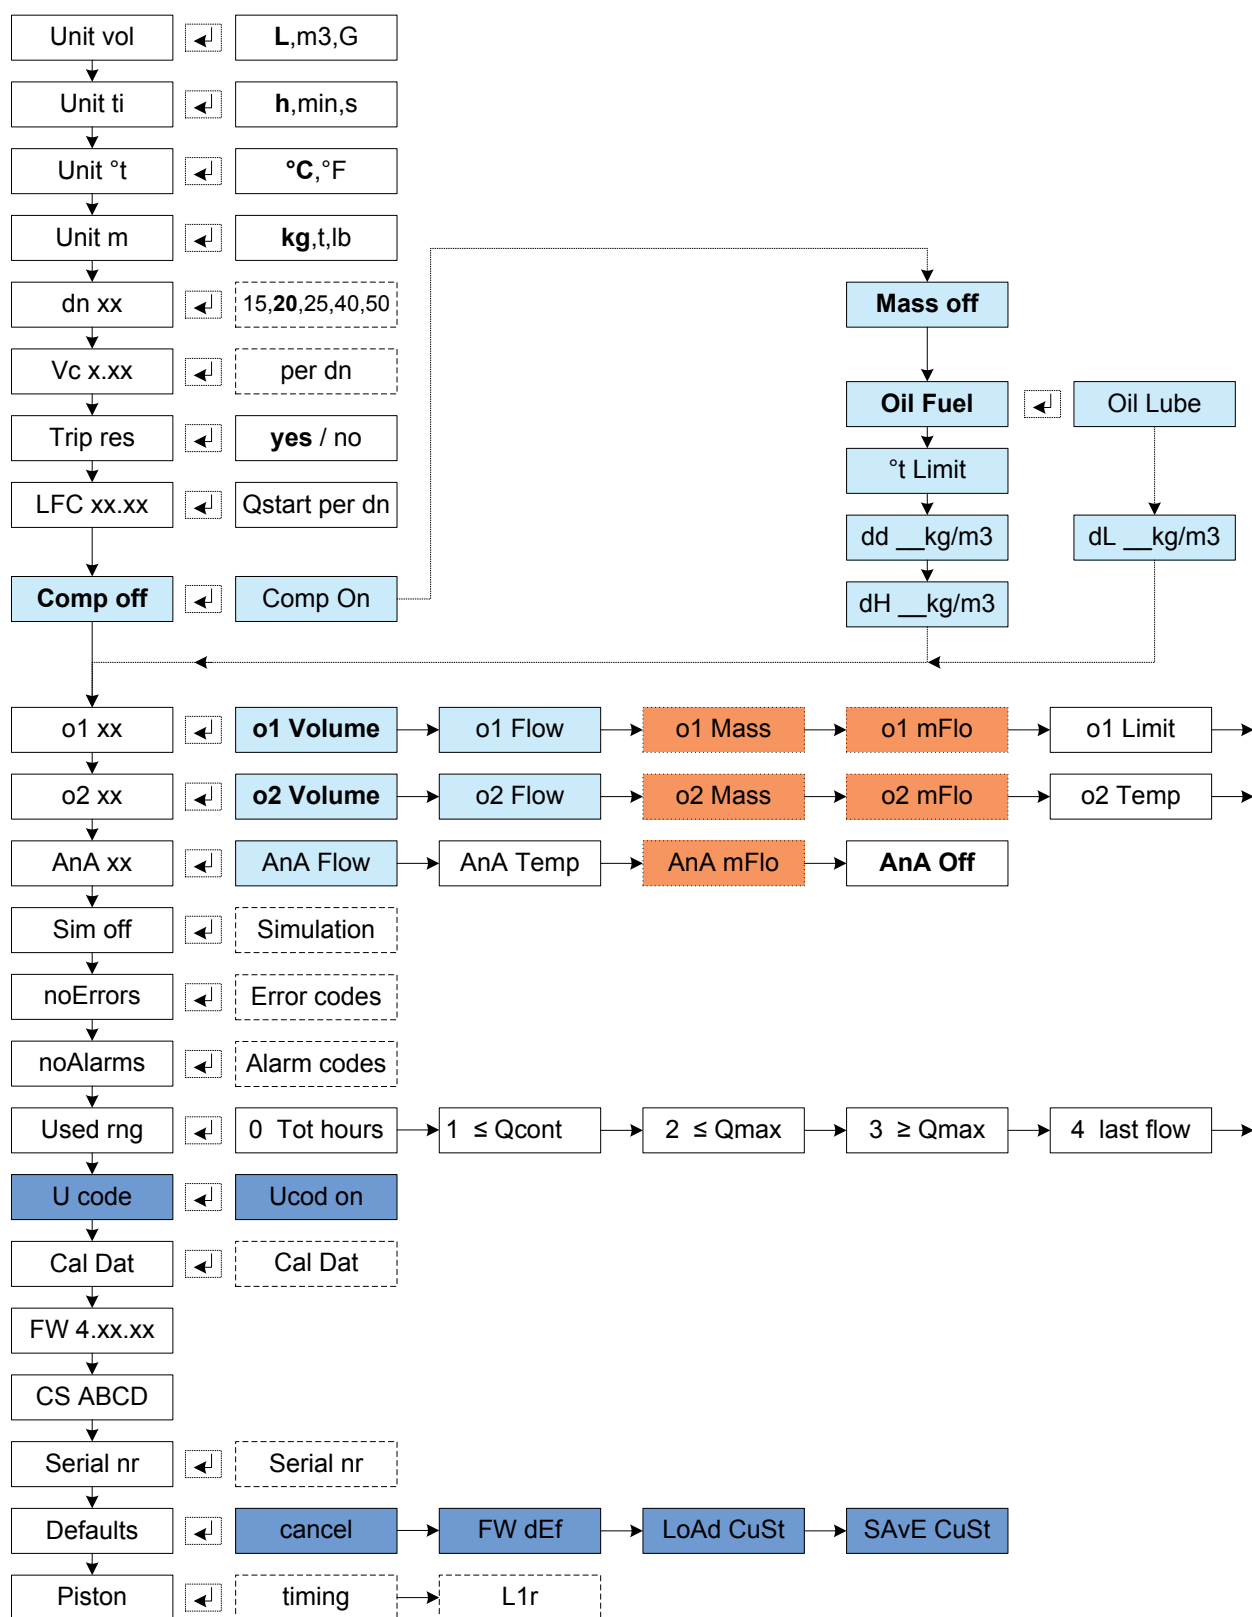 Unit vol
L,m3,G
Unit ti
h,min,s
Unit °t
°C,°F
Unit m
kg,t,lb
Mass off
dn xx
15,20,25,40,50
Vc x.xx
per dn
Oil Fuel
Oil Lube
Trip res
yes / no
°t Limit
LFC xx.xx
Qstart per dn
dd __kg/m3
dL __kg/m3
Comp off
Comp On
dH __kg/m3
o1 xx
o1 Volume
o1 Flow
o1 Mass
o1 mFlo
o1 Limit
o2 xx
o2 Volume
o2 Flow
o2 Mass
o2 mFlo
o2 Temp
AnA xx
AnA Flow
AnA Temp
AnA mFlo
AnA Off
Sim off
Simulation
noErrors
Error codes
noAlarms
Alarm codes
Used rng
0 Tot hours
1 ≤ Qcont
2 ≤ Qmax
3 ≥ Qmax
4 last flow
U code
Ucod on
Cal Dat
Cal Dat
FW 4.xx.xx
CS ABCD
Serial nr
Serial nr
Defaults
cancel
FW dEf
LoAd CuSt
SAvE CuSt
Piston
timing
L1r